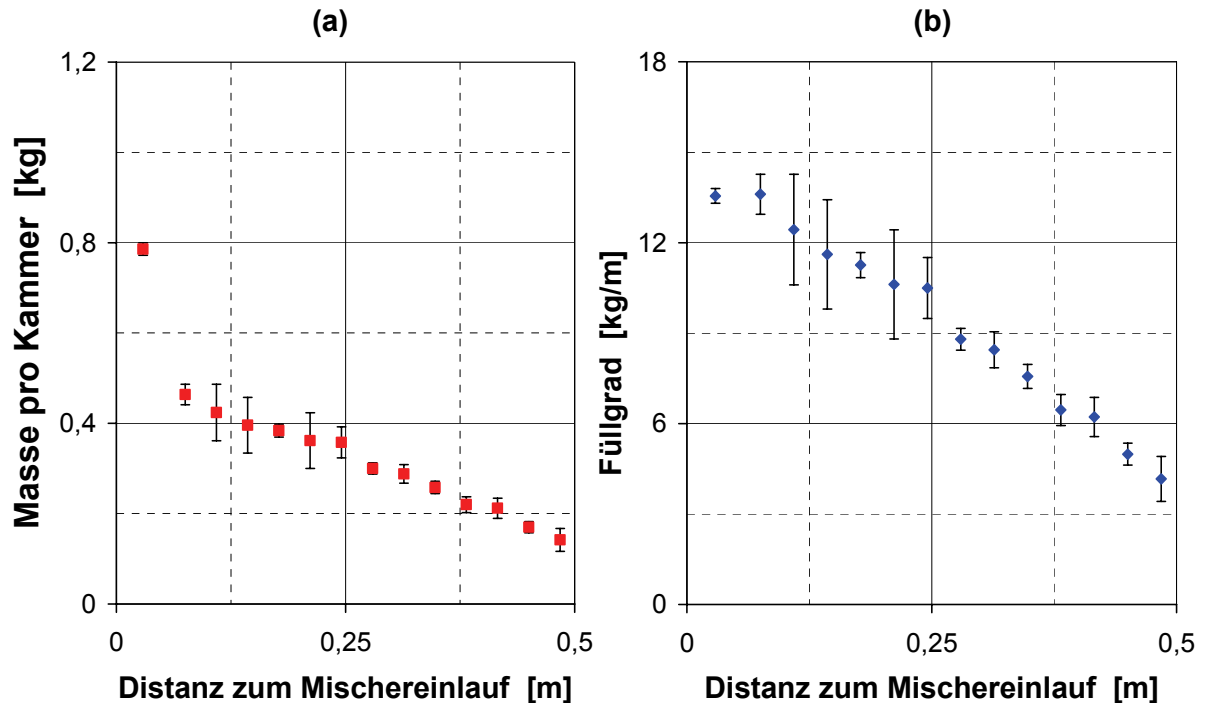 (a)
1,2
0,8
0,4
0
0
0,25
0,5
Masse pro Kammer [kg]
Distanz zum Mischereinlauf [m]
(b)
18
12
6
0
0
0,25
0,5
Füllgrad [kg/m]
Distanz zum Mischereinlauf [m]